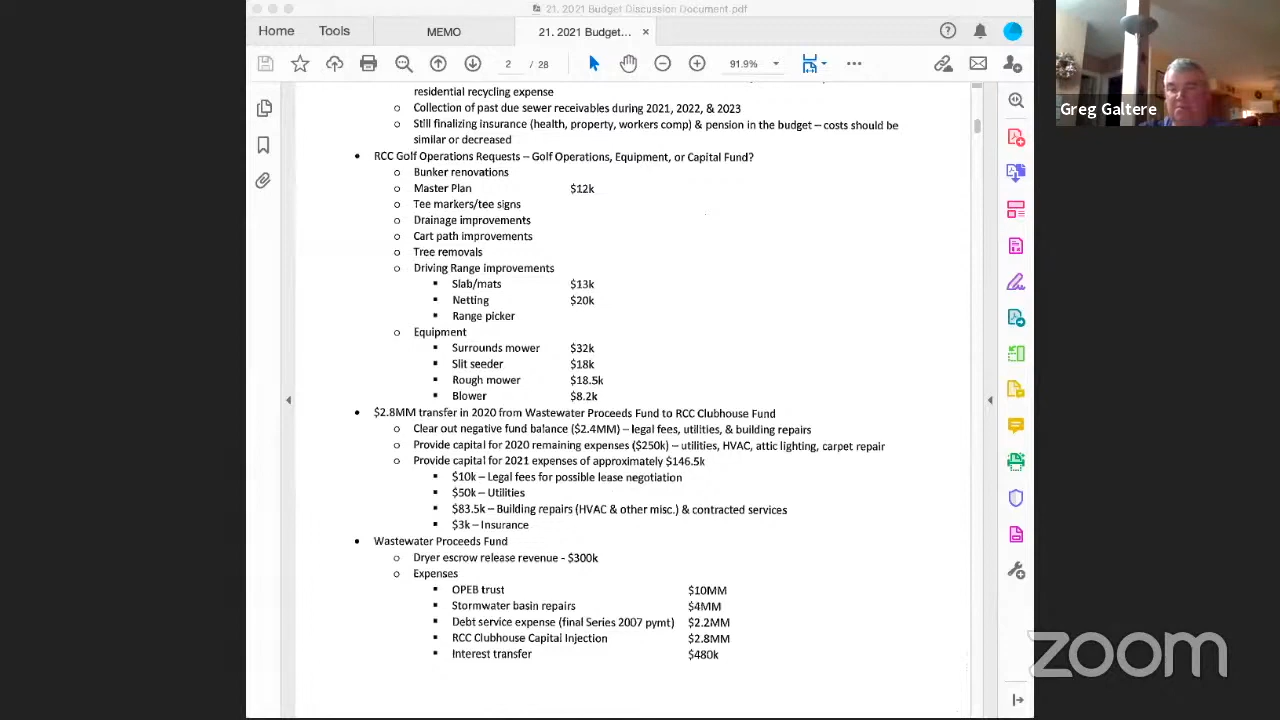 21. 2021 Budget Discussion Document.pdf
Home Tools MEMO 21. 2021 Budget... ×
2 / 28 91.9%
Greg Galtere
residential recycling expense
o Collection of past due sewer receivables during 2021, 2022, & 2023
o Still finalizing insurance (health, property, workers comp) & pension in the budget – costs should be
similar or decreased
• RCC Golf Operations Requests – Golf Operations, Equipment, or Capital Fund?
o Bunker renovations
o Master Plan $12k
o Tee markers/tee signs
o Drainage improvements
o Cart path improvements
o Tree removals
o Driving Range improvements
▪ Slab/mats $13k
▪ Netting $20k
▪ Range picker
o Equipment
▪ Surrounds mower $32k
▪ Slit seeder $18k
▪ Rough mower $18.5k
▪ Blower $8.2k
• $2.8MM transfer in 2020 from Wastewater Proceeds Fund to RCC Clubhouse Fund
o Clear out negative fund balance ($2.4MM) – legal fees, utilities, & building repairs
o Provide capital for 2020 remaining expenses ($250k) – utilities, HVAC, attic lighting, carpet repair
o Provide capital for 2021 expenses of approximately $146.5k
▪ $10k – Legal fees for possible lease negotiation
▪ $50k – Utilities
▪ $83.5k – Building repairs (HVAC & other misc.) & contracted services
▪ $3k – Insurance
• Wastewater Proceeds Fund
o Dryer escrow release revenue - $300k
o Expenses
▪ OPEB trust $10MM
▪ Stormwater basin repairs $4MM
▪ Debt service expense (final Series 2007 pymt) $2.2MM
▪ RCC Clubhouse Capital Injection $2.8MM
▪ Interest transfer $480k
zoom